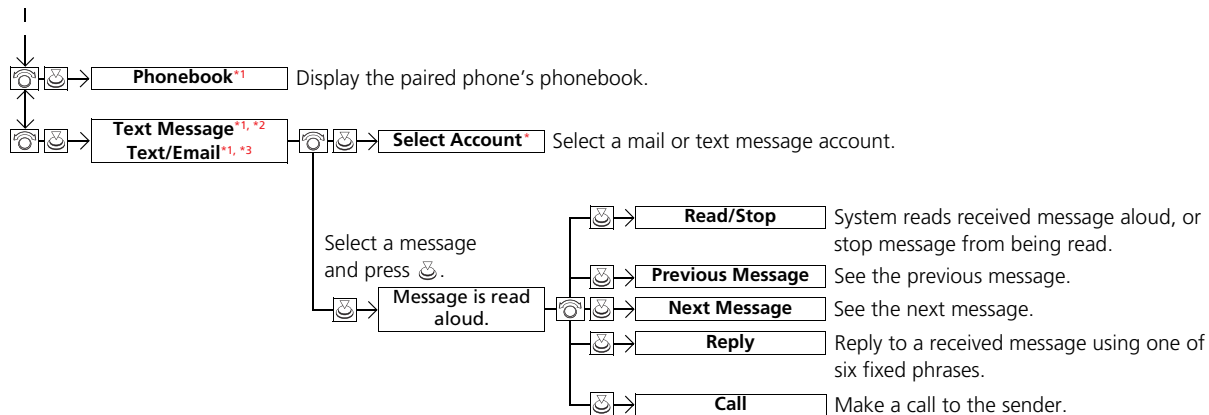 Phonebook*1 Display the paired phone's phonebook.
Text Message*1, *2
Text/Email*1, *3
Select Account* Select a mail or text message account.
Read/Stop System reads received message aloud, or
stop message from being read.
Select a message
and press .
Previous Message See the previous message.
Message is read
aloud.
Next Message See the next message.
Reply Reply to a received message using one of
six fixed phrases.
Call Make a call to the sender.